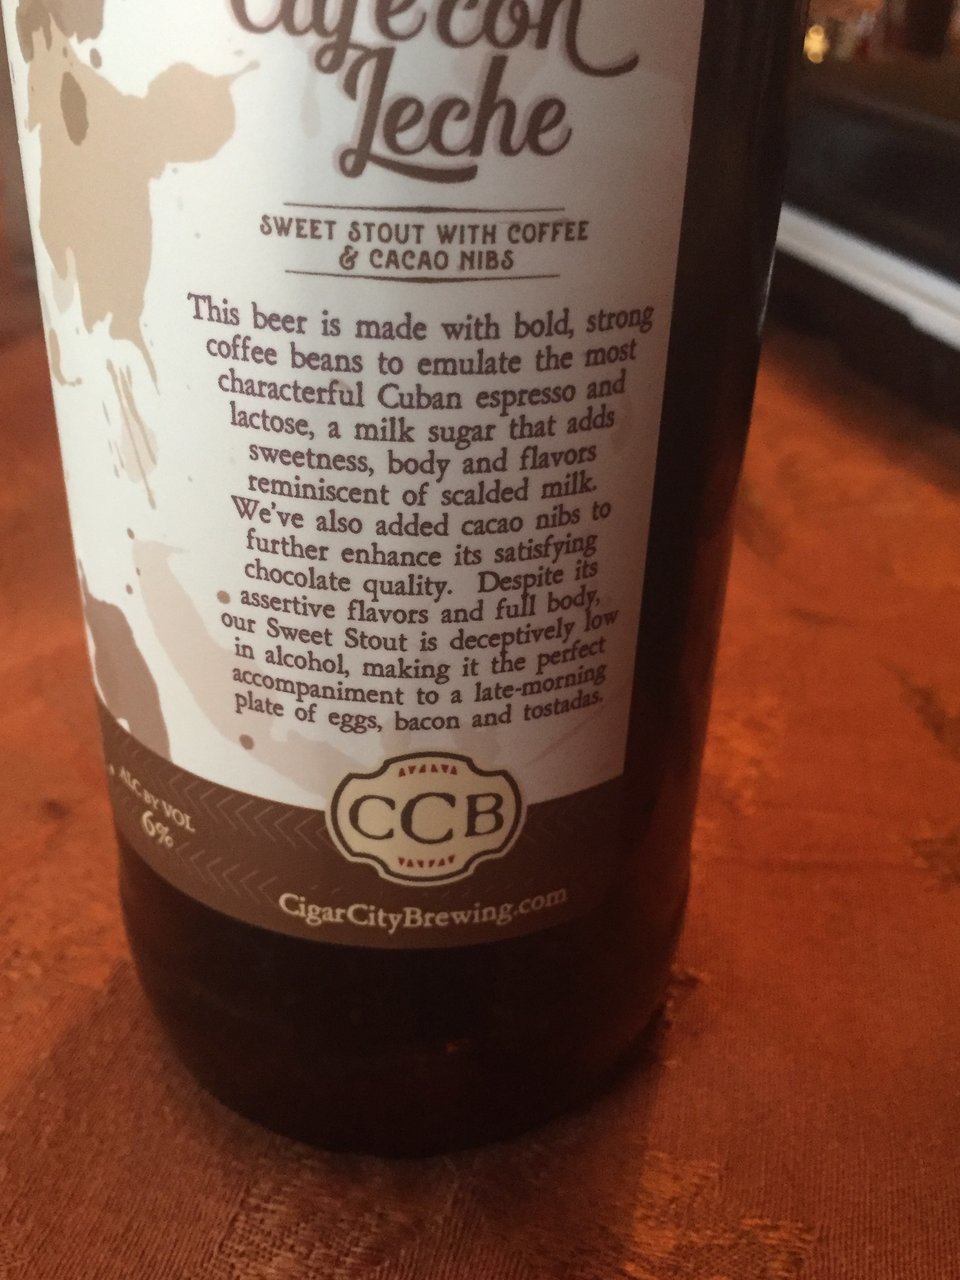 Café con
Leche
SWEET STOUT WITH COFFEE
& CACAO NIBS
This beer is made with bold, strong
coffee beans to emulate the most
characterful Cuban espresso and
lactose, a milk sugar that adds
sweetness, body and flavors
reminiscent of scalded milk.
We've also added cacao nibs to
further enhance its satisfying
chocolate quality. Despite its
assertive flavors and full body,
our Sweet Stout is deceptively low
in alcohol, making it the perfect
accompaniment to a late-morning
plate of eggs, bacon and tostadas.
ALC BY VOL
6%
CCB
CigarCityBrewing.com